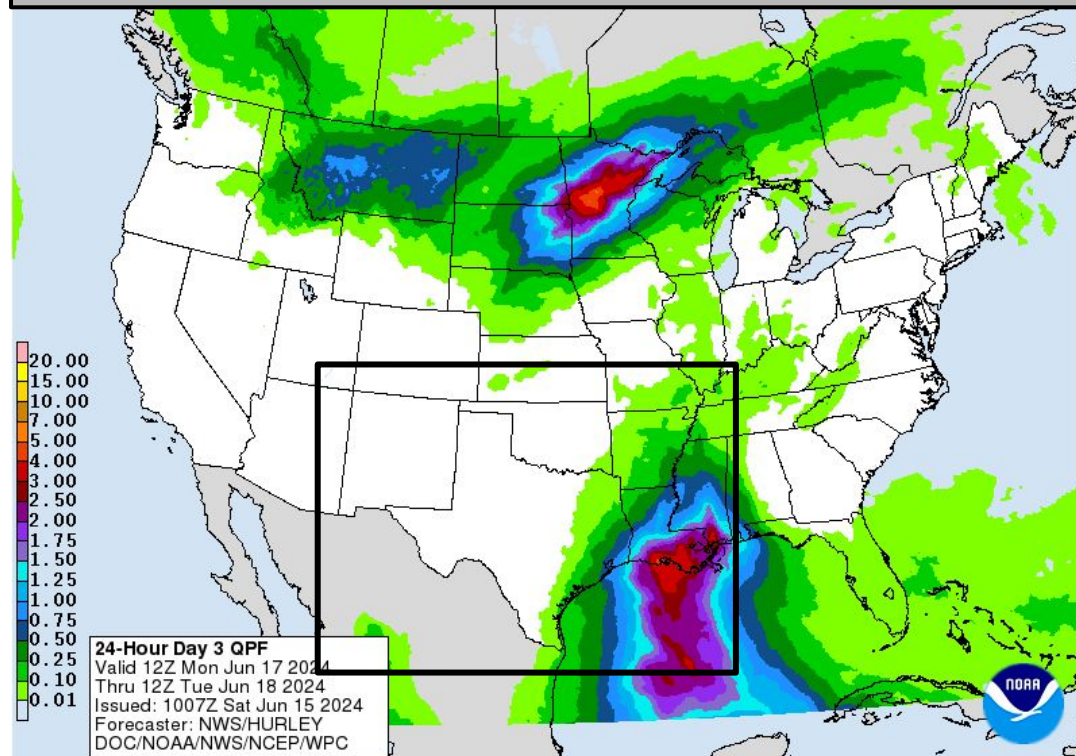 20.00
15.00
10.00
7.00
5.00
4.00
3.00
2.50
2.00
1.75
1.50
1.25
1.00
0.75
0.50
0.25
0.10
0.01
24-Hour Day 3 QPF
Valid 12Z Mon Jun 17 2024
Thru 12Z Tue Jun 18 2024
Issued: 1007Z Sat Jun 15 2024
Forecaster: NWS/HURLEY
DOC/NOAA/NWS/NCEP/WPC
NOAA